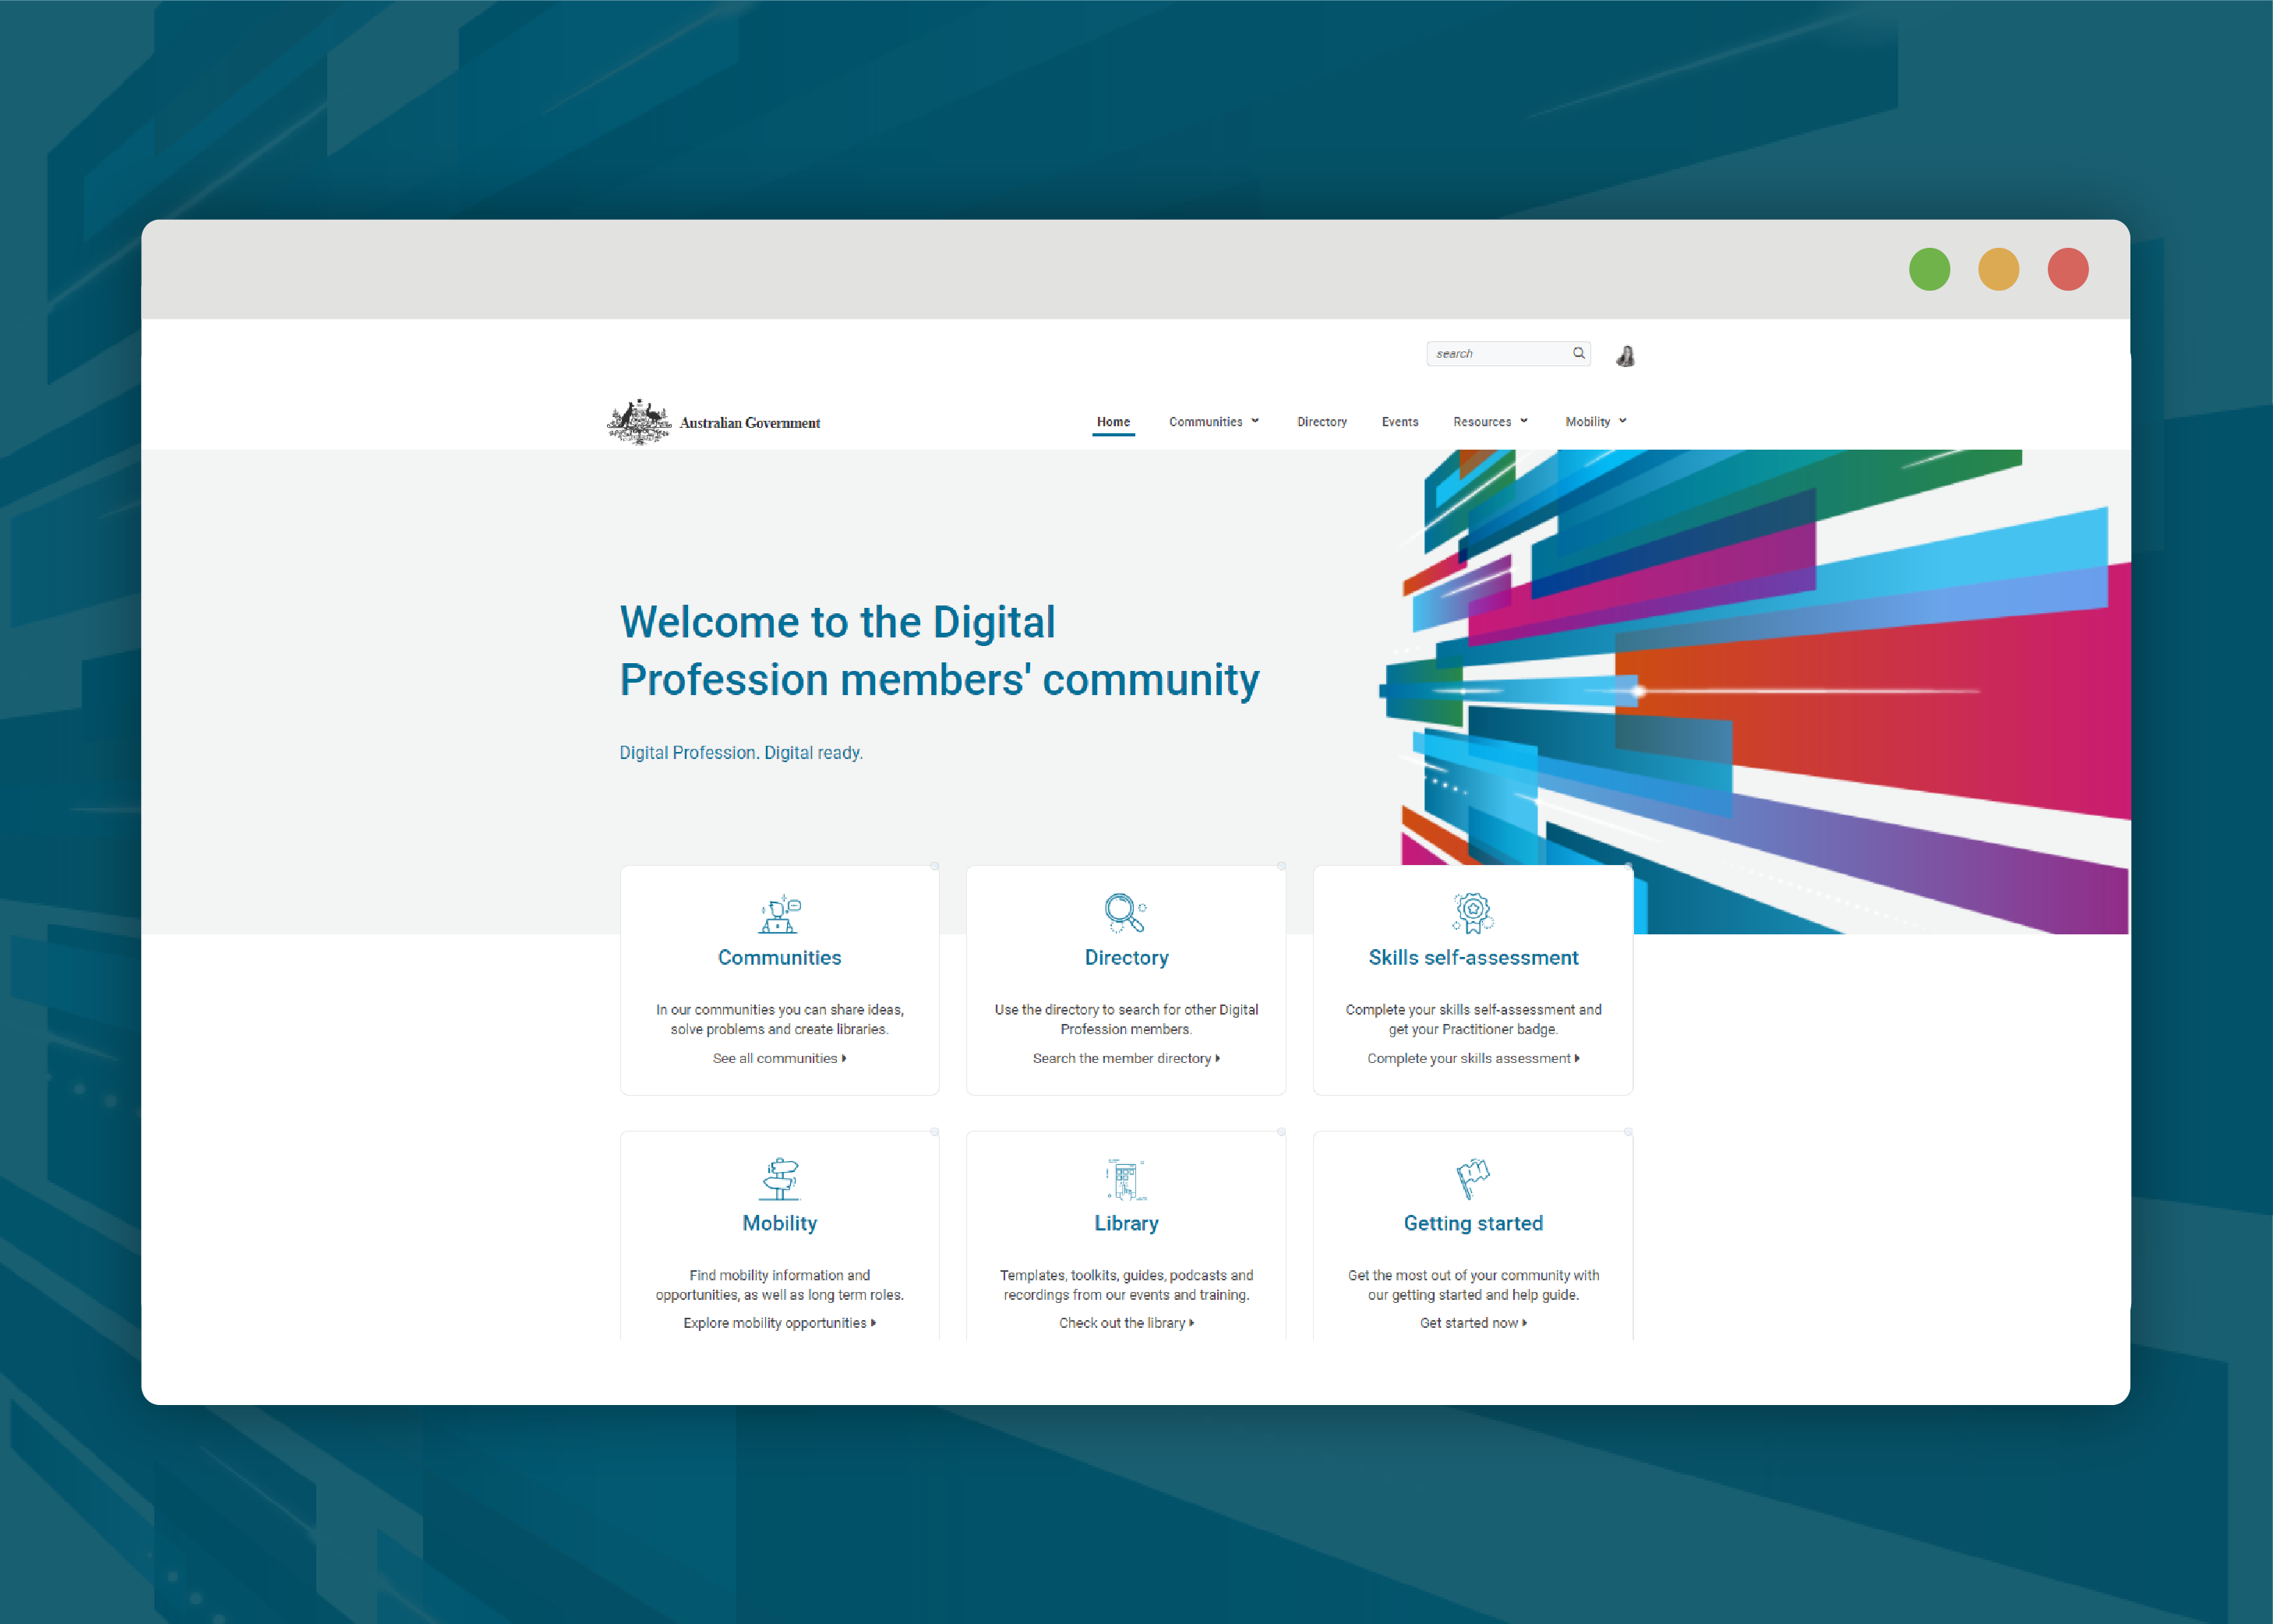 search
Australian Government
Home
Communities
Directory
Events
Resources
Mobility
Welcome to the Digital
Profession members' community
Digital Profession. Digital ready.
Communities
In our communities you can share ideas,
solve problems and create libraries.
See all communities
Directory
Use the directory to search for other Digital
Profession members.
Search the member directory
Skills self-assessment
Complete your skills self-assessment and
get your Practitioner badge.
Complete your skills assessment
Mobility
Find mobility information and
opportunities, as well as long term roles.
Explore mobility opportunities
Library
Templates, toolkits, guides, podcasts and
recordings from our events and training.
Check out the library
Getting started
Get the most out of your community with
our getting started and help guide.
Get started now